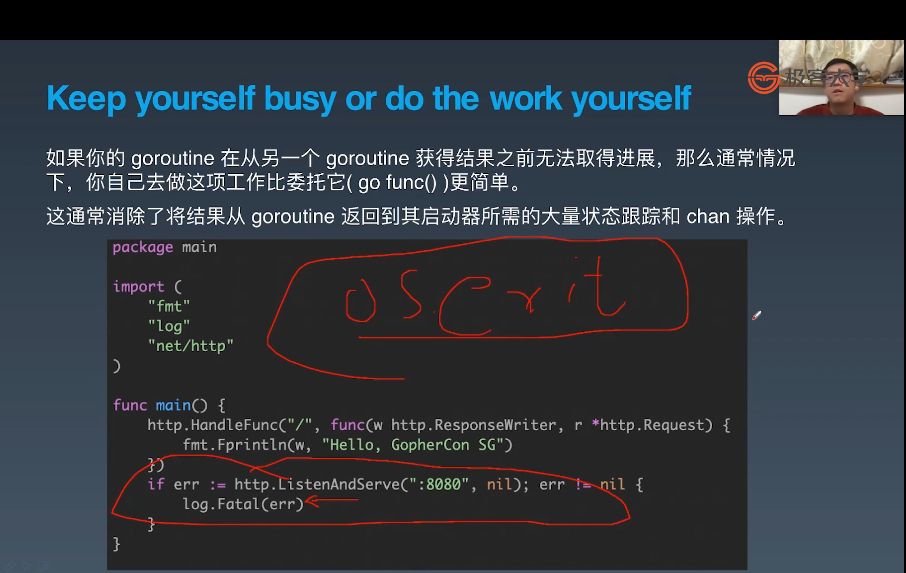 Keep yourself busy or do the work yourself
如果你的 goroutine 在从另一个 goroutine 获得结果之前无法取得进展，那么通常情况
下，你自己去做这项工作比委托它( go func() )更简单。
这通常消除了将结果从 goroutine 返回到其启动器所需的大量状态跟踪和 chan 操作。
package main
import (
"fmt"
"log"
"net/http"
)
os.exit
func main() {
http.HandleFunc("/", func(w http.ResponseWriter, r *http.Request) {
fmt.Fprintln(w, "Hello, GopherCon SG")
})
if err := http.ListenAndServe(":8080", nil); err != nil {
log.Fatal(err)
}
}